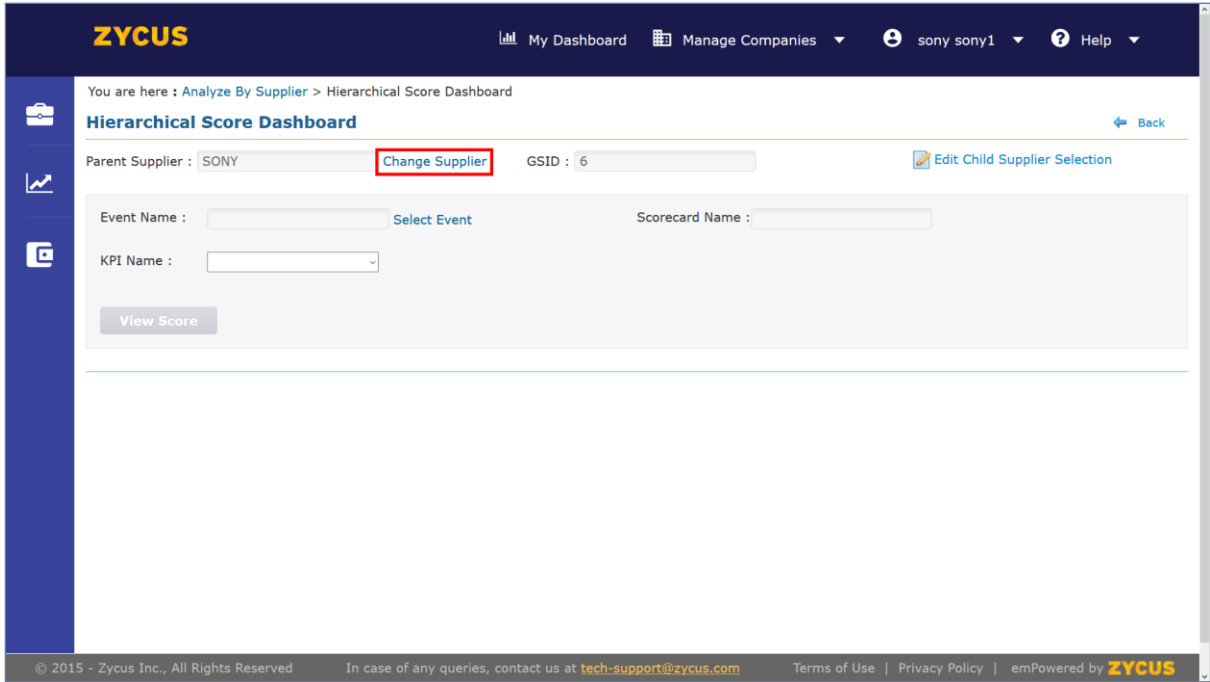 ZYCUS My Dashboard Manage Companies sony sony1 Help
You are here : Analyze By Supplier > Hierarchical Score Dashboard
Hierarchical Score Dashboard Back
Parent Supplier : SONY Change Supplier GSID : 6 Edit Child Supplier Selection
Event Name : Select Event Scorecard Name :
KPI Name :
View Score
© 2015 - Zycus Inc., All Rights Reserved In case of any queries, contact us at tech-support@zycus.com Terms of Use | Privacy Policy | emPowered by ZYCUS